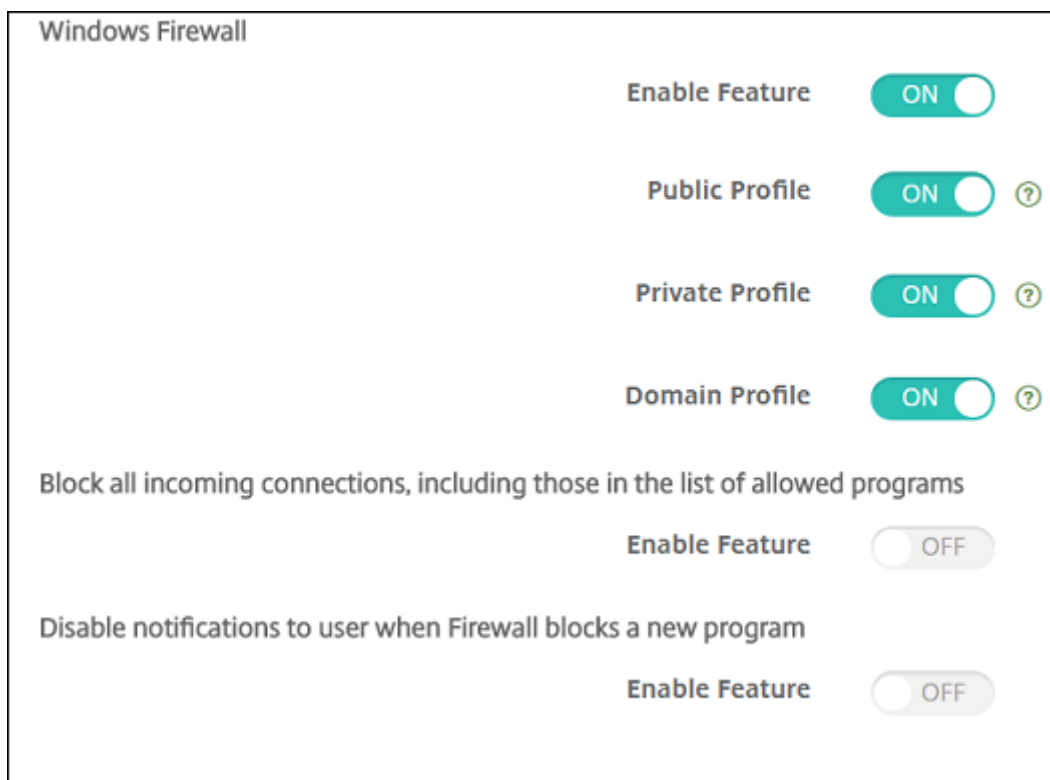 Windows Firewall
Enable Feature ON
Public Profile ON ?
Private Profile ON ?
Domain Profile ON ?
Block all incoming connections, including those in the list of allowed programs
Enable Feature OFF
Disable notifications to user when Firewall blocks a new program
Enable Feature OFF